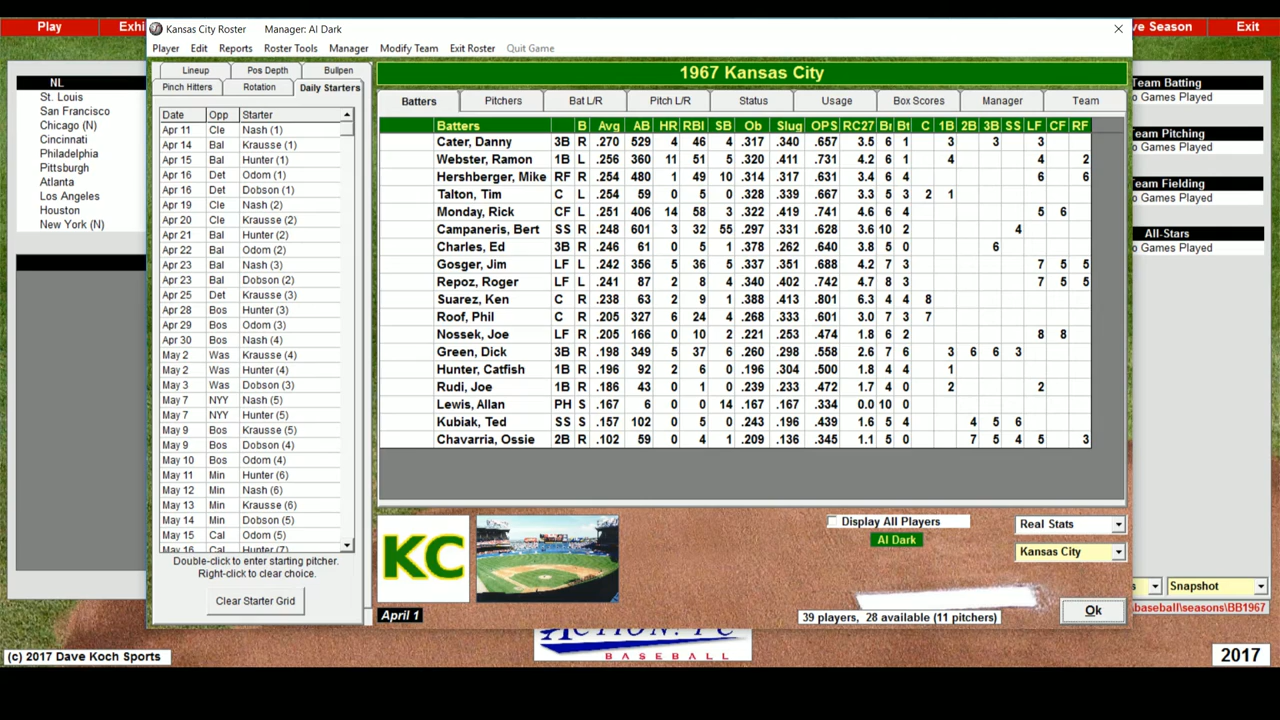 Play
Exhi
Kansas City Roster
Manager: Al Dark
ve Season
Exit
Player
Edit
Reports
Roster Tools
Manager
Modify Team
Exit Roster
Quit Game
NL
St. Louis
San Francisco
Chicago (N)
Cincinnati
Philadelphia
Pittsburgh
Atlanta
Los Angeles
Houston
New York (N)
Lineup
Pos Depth
Bullpen
Pinch Hitters
Rotation
Daily Starters
Date Opp Starter
Apr 11 Cle Nash (1)
Apr 14 Bal Krausse (1)
Apr 15 Bal Hunter (1)
Apr 16 Det Odom (1)
Apr 16 Det Dobson (1)
Apr 19 Cle Nash (2)
Apr 20 Cle Krausse (2)
Apr 21 Bal Hunter (2)
Apr 22 Bal Odom (2)
Apr 23 Bal Nash (3)
Apr 23 Bal Dobson (2)
Apr 25 Det Krausse (3)
Apr 28 Bos Hunter (3)
Apr 29 Bos Odom (3)
Apr 30 Bos Nash (4)
May 2 Was Krausse (4)
May 2 Was Hunter (4)
May 3 Was Dobson (3)
May 7 NYY Nash (5)
May 7 NYY Hunter (5)
May 9 Bos Krausse (5)
May 9 Bos Dobson (4)
May 10 Bos Odom (4)
May 11 Min Hunter (6)
May 12 Min Nash (6)
May 13 Min Krausse (6)
May 14 Min Dobson (5)
May 15 Cal Odom (5)
May 16 Cal Hunter (7)
Double-click to enter starting pitcher.
Right-click to clear choice.
Clear Starter Grid
1967 Kansas City
Batters
Pitchers
Bat L/R
Pitch L/R
Status
Usage
Box Scores
Manager
Team
Batters B Avg AB HR RBI SB Ob Slug OPS RC27 Br Bt C 1B 2B 3B SS LF CF RF
Cater, Danny 3B R .270 529 4 46 4 .317 .340 .657 3.5 6 1 3 3 3
Webster, Ramon 1B L .256 360 11 51 5 .320 .411 .731 4.2 6 1 4 4 2
Hershberger, Mike RF R .254 480 1 49 10 .314 .317 .631 3.4 6 4 6 6
Talton, Tim C L .254 59 0 5 0 .328 .339 .667 3.3 5 3 2 1
Monday, Rick CF L .251 406 14 58 3 .322 .419 .741 4.6 6 4 5 6
Campaneris, Bert SS R .248 601 3 32 55 .297 .331 .628 3.6 10 2 4
Charles, Ed 3B R .246 61 0 5 1 .378 .262 .640 3.8 5 0 6
Gosger, Jim LF L .242 356 5 36 5 .337 .351 .688 4.2 7 3 7 5 5
Repoz, Roger LF L .241 87 2 8 4 .340 .402 .742 4.7 8 3 7 5 5
Suarez, Ken C R .238 63 2 9 1 .388 .413 .801 6.3 4 4 8
Roof, Phil C R .205 327 6 24 4 .268 .333 .601 3.0 7 3 7
Nossek, Joe LF R .205 166 0 10 2 .221 .253 .474 1.8 6 2 8 8
Green, Dick 3B R .198 349 5 37 6 .260 .298 .558 2.6 7 6 3 6 6 3
Hunter, Catfish 1B R .196 92 2 6 0 .196 .304 .500 1.8 4 4 1
Rudi, Joe 1B R .186 43 0 1 0 .239 .233 .472 1.7 4 0 2 2
Lewis, Allan PH S .167 6 0 0 14 .167 .167 .334 0.0 10 0
Kubiak, Ted SS S .157 102 0 5 0 .243 .196 .439 1.6 5 4 4 5 6
Chavarria, Ossie 2B R .102 59 0 4 1 .209 .136 .345 1.1 5 0 7 5 4 5 3
KC
April 1
Display All Players
Al Dark
Real Stats
Kansas City
39 players, 28 available (11 pitchers)
Ok
Team Batting
o Games Played
Team Pitching
o Games Played
Team Fielding
o Games Played
All-Stars
o Games Played
s
Snapshot
\baseball\seasons\BB1967
ACTION! PC
BASEBALL
(c) 2017 Dave Koch Sports
2017